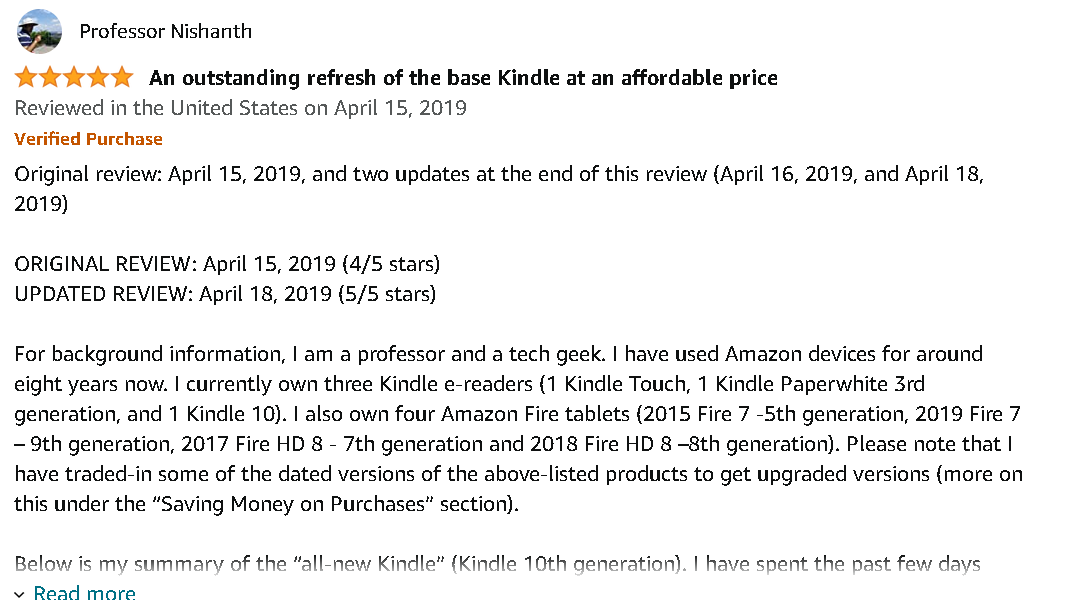 Professor Nishanth
An outstanding refresh of the base Kindle at an affordable price
Reviewed in the United States on April 15, 2019
Verified Purchase
Original review: April 15, 2019, and two updates at the end of this review (April 16, 2019, and April 18,
2019)
ORIGINAL REVIEW: April 15, 2019 (4/5 stars)
UPDATED REVIEW: April 18, 2019 (5/5 stars)
For background information, I am a professor and a tech geek. I have used Amazon devices for around
eight years now. I currently own three Kindle e-readers (1 Kindle Touch, 1 Kindle Paperwhite 3rd
generation, and 1 Kindle 10). I also own four Amazon Fire tablets (2015 Fire 7 -5th generation, 2019 Fire 7
– 9th generation, 2017 Fire HD 8 - 7th generation and 2018 Fire HD 8 –8th generation). Please note that I
have traded-in some of the dated versions of the above-listed products to get upgraded versions (more on
this under the “Saving Money on Purchases” section).
Below is my summary of the “all-new Kindle” (Kindle 10th generation). I have spent the past few days
Read more